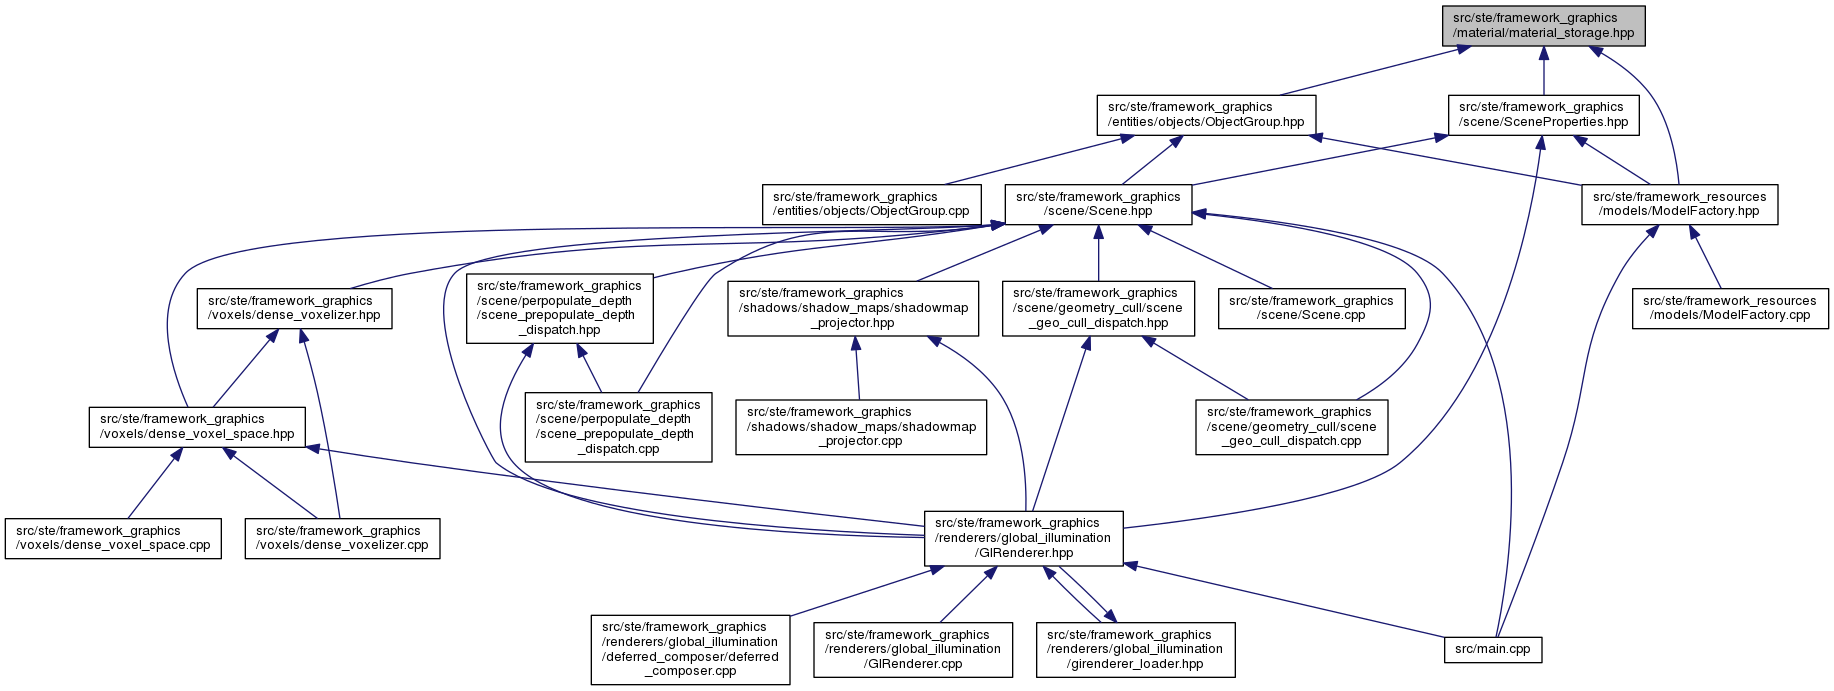 src/ste/framework_graphics
/material/material_storage.hpp
src/ste/framework_graphics
/entities/objects/ObjectGroup.hpp
src/ste/framework_graphics
/scene/SceneProperties.hpp
src/ste/framework_graphics
/entities/objects/ObjectGroup.cpp
src/ste/framework_graphics
/scene/Scene.hpp
src/ste/framework_resources
/models/ModelFactory.hpp
src/ste/framework_graphics
/voxels/dense_voxelizer.hpp
src/ste/framework_graphics
/scene/perpopulate_depth
/scene_prepopulate_depth
_dispatch.hpp
src/ste/framework_graphics
/shadows/shadow_maps/shadowmap
_projector.hpp
src/ste/framework_graphics
/scene/geometry_cull/scene
_geo_cull_dispatch.hpp
src/ste/framework_graphics
/scene/Scene.cpp
src/ste/framework_resources
/models/ModelFactory.cpp
src/ste/framework_graphics
/voxels/dense_voxel_space.hpp
src/ste/framework_graphics
/scene/perpopulate_depth
/scene_prepopulate_depth
_dispatch.cpp
src/ste/framework_graphics
/shadows/shadow_maps/shadowmap
_projector.cpp
src/ste/framework_graphics
/scene/geometry_cull/scene
_geo_cull_dispatch.cpp
src/ste/framework_graphics
/voxels/dense_voxel_space.cpp
src/ste/framework_graphics
/voxels/dense_voxelizer.cpp
src/ste/framework_graphics
/renderers/global_illumination
/GIRenderer.hpp
src/ste/framework_graphics
/renderers/global_illumination
/deferred_composer/deferred
_composer.cpp
src/ste/framework_graphics
/renderers/global_illumination
/GIRenderer.cpp
src/ste/framework_graphics
/renderers/global_illumination
/girenderer_loader.hpp
src/main.cpp